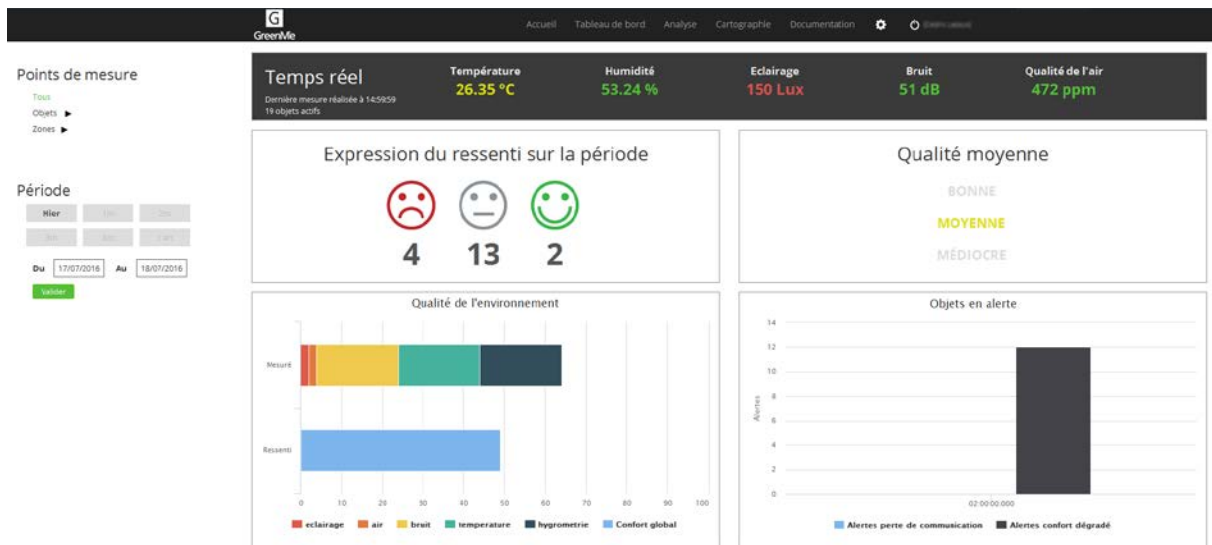 G
GreenMe
Accueil Tableau de bord Analyse Cartographie Documentation
Points de mesure
Tous
Objets
Zones
Période
Hier
Du 17/07/2016 Au 18/07/2016
Valider
Temps réel
Dernière mesure réalisée à 14:59:59
19 objets actifs
Température Humidité Eclairage Bruit Qualité de l'air
26.35 °C 53.24 % 150 Lux 51 dB 472 ppm
Expression du ressenti sur la période
4 13 2
Qualité moyenne
BONNE
MOYENNE
MÉDIOCRE
Qualité de l'environnement
Mesuré
Ressenti
0 10 20 30 40 50 60 70 80 90 100
eclairage air bruit temperature hygrometrie Confort global
Objets en alerte
14
12
10
8
6
4
2
0
Alertes
02:00:00.000
Alertes perte de communication Alertes confort dégradé